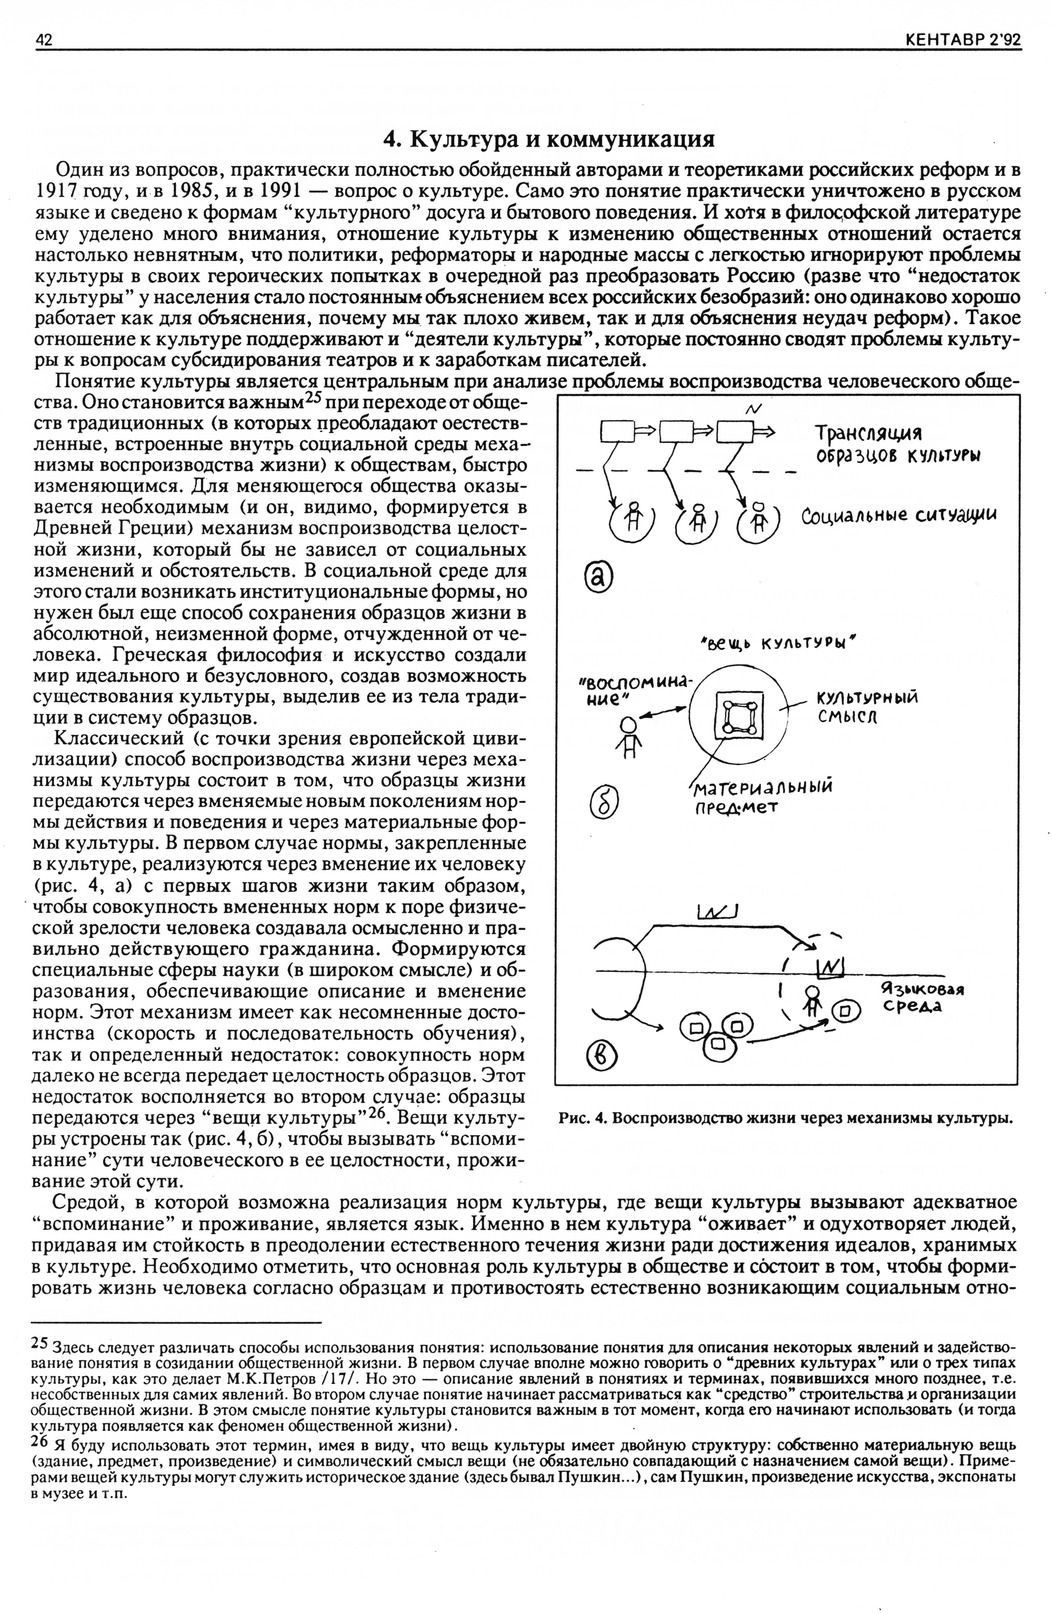 42
КЕНТАВР 2'92
4. Культура и коммуникация
Один из вопросов, практически полностью обойденный авторами и теоретиками российских реформ и в
1917 году, и в 1985, и в 1991 — вопрос о культуре. Само это понятие практически уничтожено в русском
языке и сведено к формам “культурного” досуга и бытового поведения. И хотя в философской литературе
ему уделено много внимания, отношение культуры к изменению общественных отношений остается
настолько невнятным, что политики, реформаторы и народные массы с легкостью игнорируют проблемы
культуры в своих героических попытках в очередной раз преобразовать Россию (разве что “недостаток
культуры” у населения стало постоянным объяснением всех российских безобразий: оно одинаково хорошо
работает как для объяснения, почему мы так плохо живем, так и для объяснения неудач реформ). Такое
отношение к культуре поддерживают и “деятели культуры”, которые постоянно сводят проблемы культу-
ры к вопросам субсидирования театров и к заработкам писателей.
Понятие культуры является центральным при анализе проблемы воспроизводства человеческого обще-
ства. Оно становится важным25 при переходе от обще-
ств традиционных (в которых преобладают оестеств-
ленные, встроенные внутрь социальной среды меха-
низмы воспроизводства жизни) к обществам, быстро
изменяющимся. Для меняющегося общества оказы-
вается необходимым (и он, видимо, формируется в
Древней Греции) механизм воспроизводства целост-
ной жизни, который бы не зависел от социальных
изменений и обстоятельств. В социальной среде для
этого стали возникать институциональные формы, но
нужен был еще способ сохранения образцов жизни в
абсолютной, неизменной форме, отчужденной от че-
ловека. Греческая философия и искусство создали
мир идеального и безусловного, создав возможность
существования культуры, выделив ее из тела тради-
ции в систему образцов.
Классический (с точки зрения европейской циви-
лизации) способ воспроизводства жизни через меха-
низмы культуры состоит в том, что образцы жизни
передаются через вменяемые новым поколениям нор-
мы действия и поведения и через материальные фор-
мы культуры. В первом случае нормы, закрепленные
в культуре, реализуются через вменение их человеку
(рис. 4, а) с первых шагов жизни таким образом,
чтобы совокупность вмененных норм к поре физиче-
ской зрелости человека создавала осмысленно и пра-
вильно действующего гражданина. Формируются
специальные сферы науки (в широком смысле) и об-
разования, обеспечивающие описание и вменение
норм. Этот механизм имеет как несомненные досто-
инства (скорость и последовательность обучения),
так и определенный недостаток: совокупность норм
далеко не всегда передает целостность образцов. Этот
недостаток восполняется во втором случае: образцы
передаются через “вещи культуры”26. Вещи культу-
ры устроены так (рис. 4, б), чтобы вызывать “вспоми-
нание” сути человеческого в ее целостности, прожи-
вание этой сути.
N
Трансляция
образцов культуры
Социальные ситуации
а
"вещь культуры"
"воспомина-
ние"
культурный
смысл
материальный
предмет
б
N
N
Языковая
среда
в
Рис. 4. Воспроизводство жизни через механизмы культуры.
Средой, в которой возможна реализация норм культуры, где вещи культуры вызывают адекватное
“вспоминание” и проживание, является язык. Именно в нем культура “оживает” и одухотворяет людей,
придавая им стойкость в преодолении естественного течения жизни ради достижения идеалов, хранимых
в культуре. Необходимо отметить, что основная роль культуры в обществе и состоит в том, чтобы форми-
ровать жизнь человека согласно образцам и противостоять естественно возникающим социальным отно-
25 Здесь следует различать способы использования понятия: использование понятия для описания некоторых явлений и задейство-
вание понятия в созидании общественной жизни. В первом случае вполне можно говорить о “древних культурах” или о трех типах
культуры, как это делает М.К.Петров /17/. Но это — описание явлений в понятиях и терминах, появившихся много позднее, т.е.
несобственных для самих явлений. Во втором случае понятие начинает рассматриваться как “средство” строительства и организации
общественной жизни. В этом смысле понятие культуры становится важным в тот момент, когда его начинают использовать (и тогда
культура появляется как феномен общественной жизни).
26 Я буду использовать этот термин, имея в виду, что вещь культуры имеет двойную структуру: собственно материальную вещь
(здание, предмет, произведение) и символический смысл вещи (не обязательно совпадающий с назначением самой вещи). Приме-
рами вещей культуры могут служить историческое здание (здесь бывал Пушкин...), сам Пушкин, произведение искусства, экспонаты
в музее и т.п.